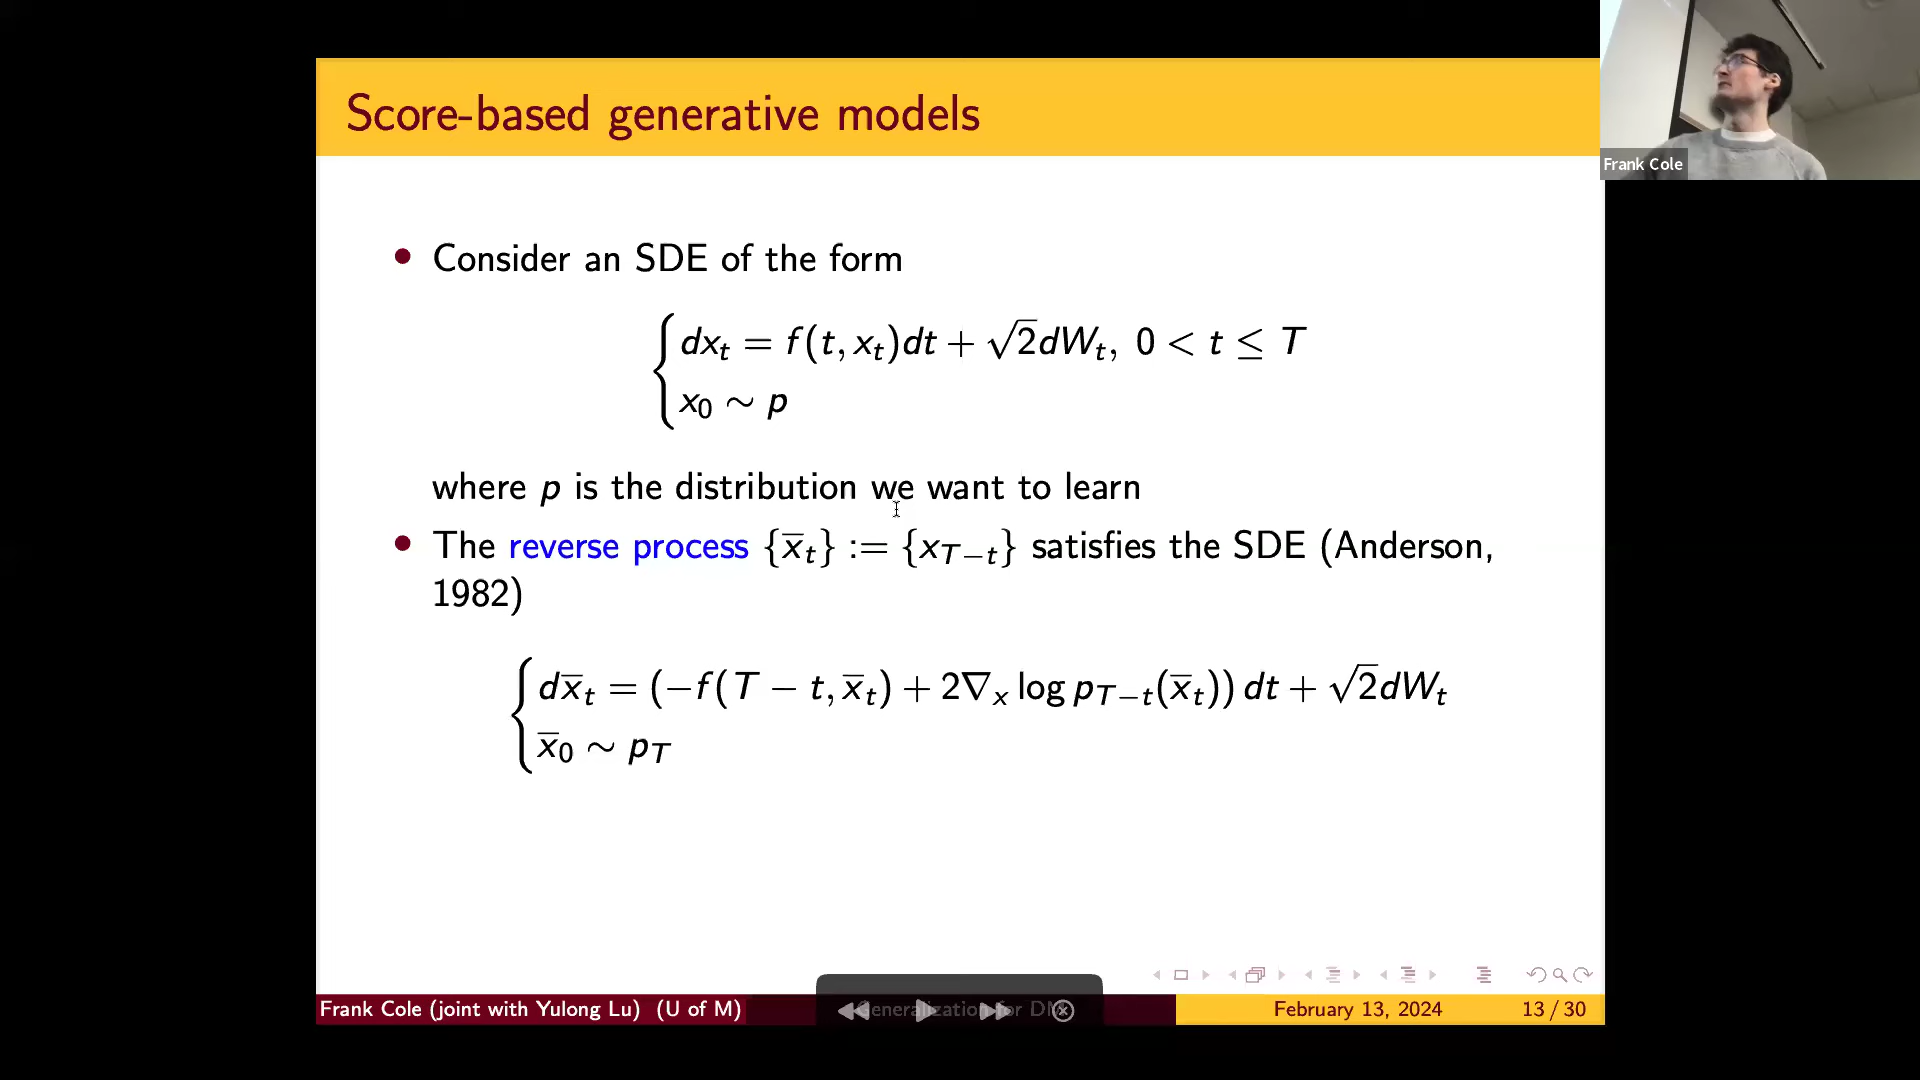 Score-based generative models
Frank Cole
• Consider an SDE of the form
dx_t = f(t, x_t)dt + √2dW_t, 0 < t ≤ T
x_0 ∼ p
where p is the distribution we want to learn
• The reverse process {x̅_t} := {x_{T−t}} satisfies the SDE (Anderson,
1982)
dx̅_t = (−f(T − t, x̅_t) + 2∇_x log p_{T−t}(x̅_t)) dt + √2dW_t
x̅_0 ∼ p_T
Frank Cole (joint with Yulong Lu) (U of M) Generalization for DM February 13, 2024 13 / 30